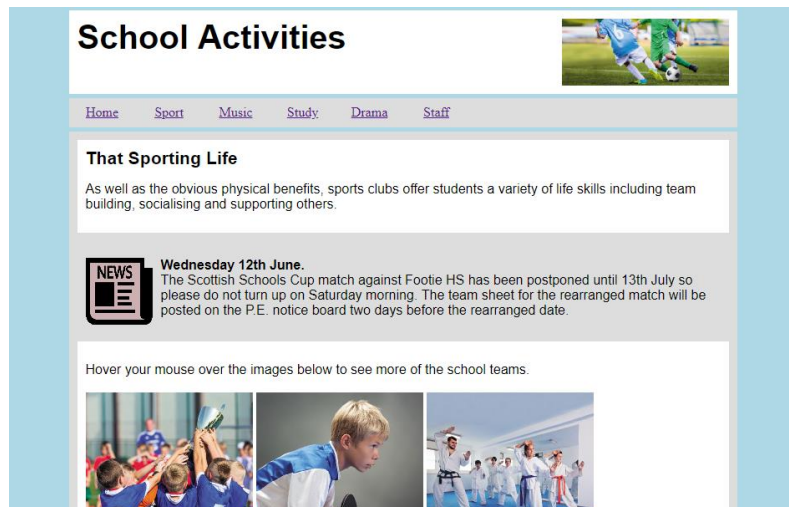 School Activities
Home Sport Music Study Drama Staff
That Sporting Life
As well as the obvious physical benefits, sports clubs offer students a variety of life skills including team
building, socialising and supporting others.
NEWS
Wednesday 12th June.
The Scottish Schools Cup match against Footie HS has been postponed until 13th July so
please do not turn up on Saturday morning. The team sheet for the rearranged match will be
posted on the P.E. notice board two days before the rearranged date.
Hover your mouse over the images below to see more of the school teams.
6